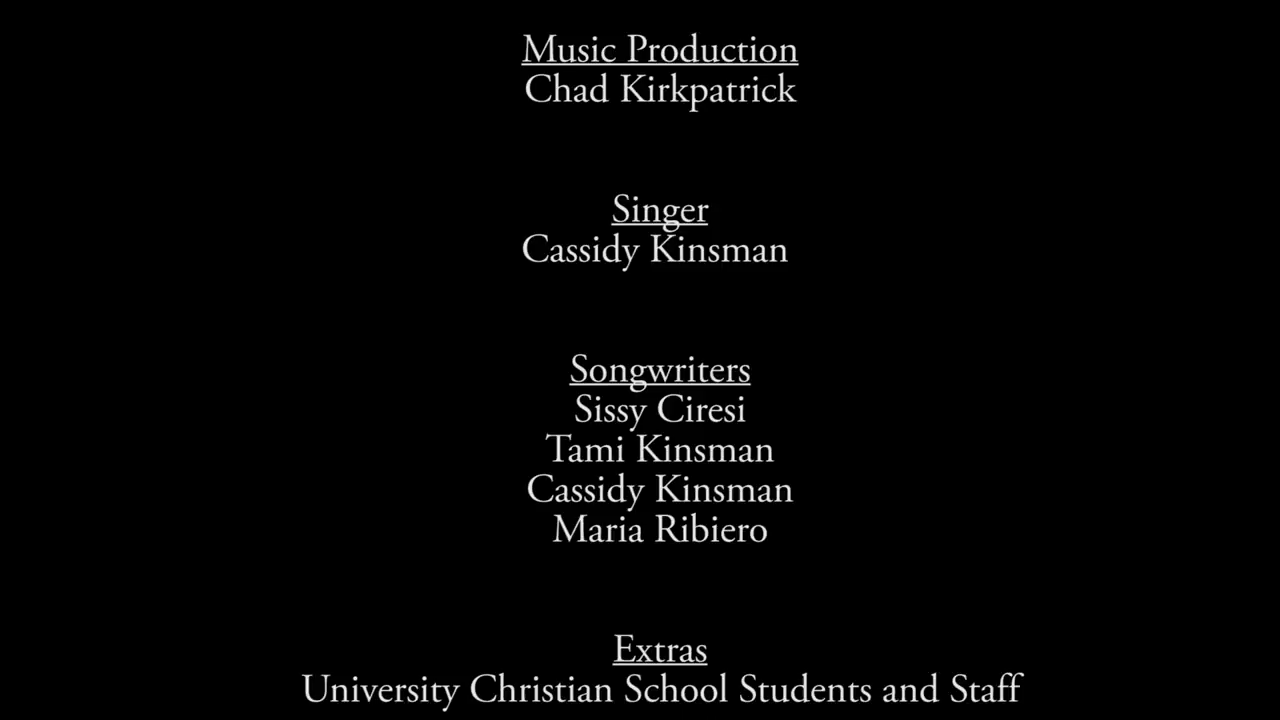 Music Production
Chad Kirkpatrick
Singer
Cassidy Kinsman
Songwriters
Sissy Ciresi
Tami Kinsman
Cassidy Kinsman
Maria Ribiero
Extras
University Christian School Students and Staff